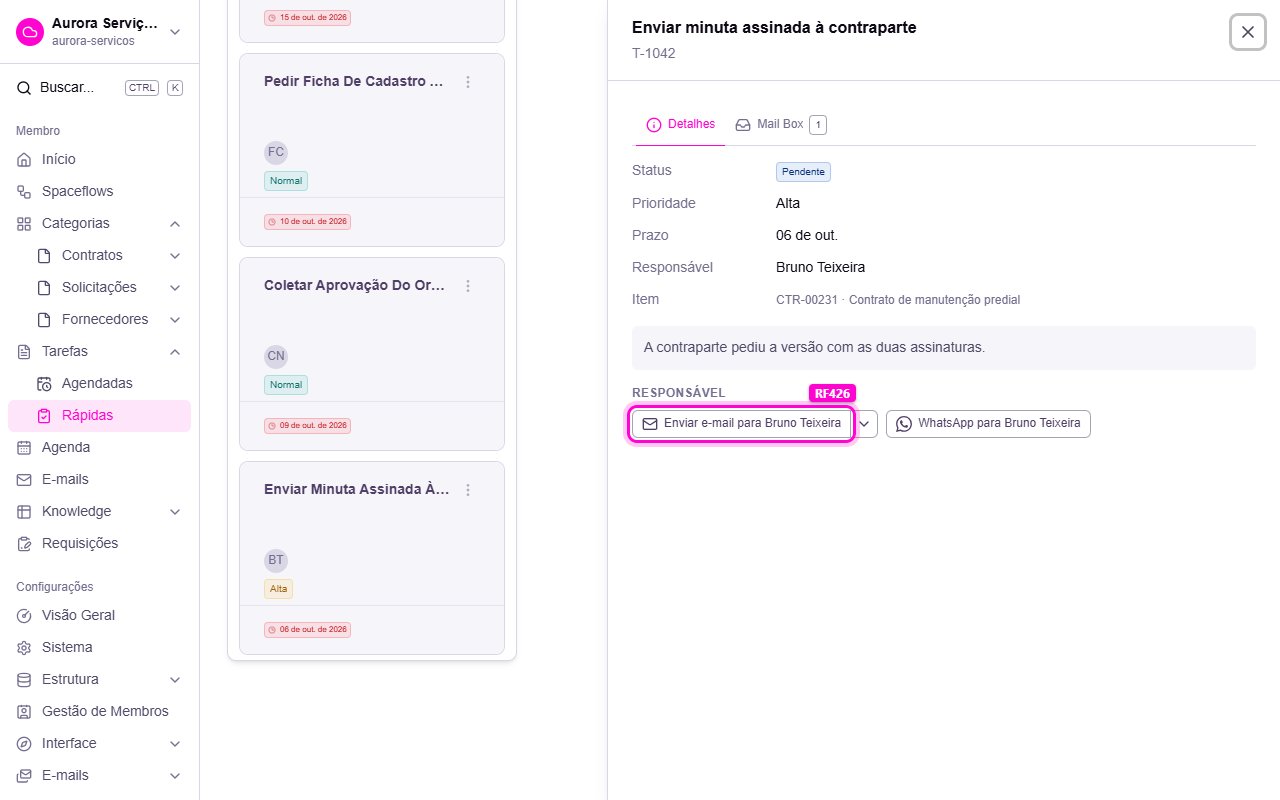 Aurora Serviç...
aurora-servicos
Buscar... CTRL K
Membro
Início
Spaceflows
Categorias
Contratos
Solicitações
Fornecedores
Tarefas
Agendadas
Rápidas
Agenda
E-mails
Knowledge
Requisições
Configurações
Visão Geral
Sistema
Estrutura
Gestão de Membros
Interface
E-mails
15 de out. de 2026
Pedir Ficha De Cadastro ...
FC
Normal
10 de out. de 2026
Coletar Aprovação Do Or...
CN
Normal
09 de out. de 2026
Enviar Minuta Assinada À...
BT
Alta
06 de out. de 2026
Enviar minuta assinada à contraparte
T-1042
Detalhes Mail Box 1
Status Pendente
Prioridade Alta
Prazo 06 de out.
Responsável Bruno Teixeira
Item CTR-00231 · Contrato de manutenção predial
A contraparte pediu a versão com as duas assinaturas.
RESPONSÁVEL RF426
Enviar e-mail para Bruno Teixeira WhatsApp para Bruno Teixeira